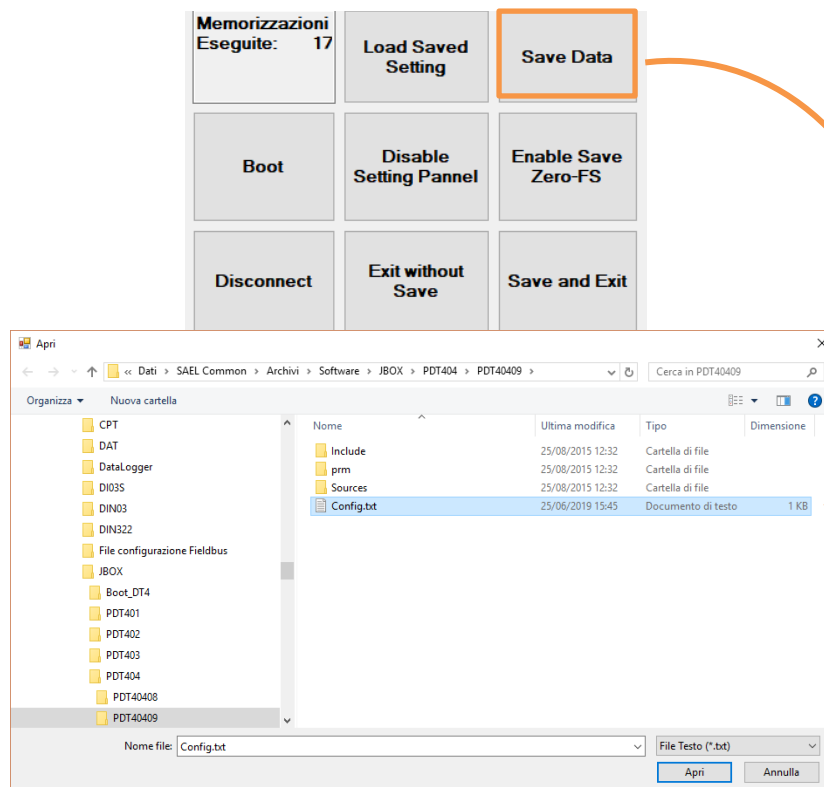 Memorizzazioni
Eseguite: 17
Load Saved
Setting
Save Data
Boot
Disable
Setting Pannel
Enable Save
Zero-FS
Disconnect
Exit without
Save
Save and Exit
Apri
« Dati › SAEL Common › Archivi › Software › JBOX › PDT404 › PDT40409 ›
Cerca in PDT40409
Organizza
Nuova cartella
CPT
DAT
DataLogger
DI03S
DIN03
DIN322
File configurazione Fieldbus
JBOX
Boot_DT4
PDT401
PDT402
PDT403
PDT404
PDT40408
PDT40409
Nome Ultima modifica Tipo Dimensione
Include 25/08/2015 12:32 Cartella di file
prm 25/08/2015 12:32 Cartella di file
Sources 25/08/2015 12:32 Cartella di file
Config.txt 25/06/2019 15:45 Documento di testo 1 KB
Nome file: Config.txt
File Testo (*.txt)
Apri
Annulla